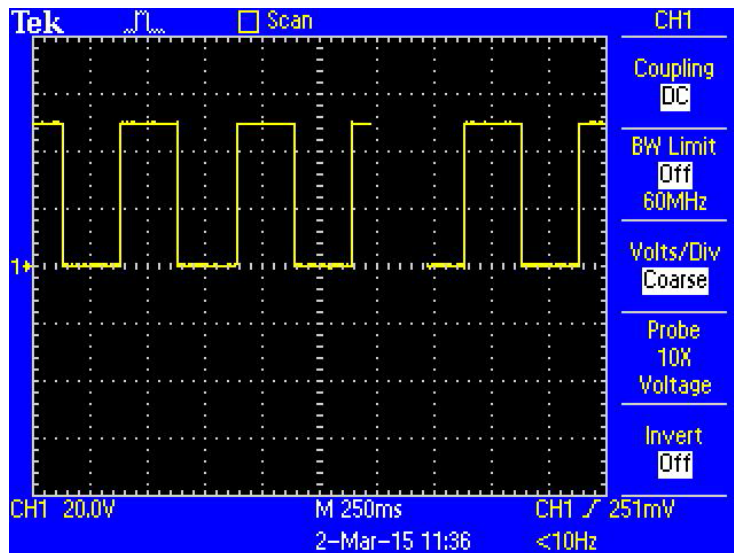 Tek Scan CH1
Coupling
DC
BW Limit
Off
60MHz
Volts/Div
Coarse
Probe
10X
Voltage
Invert
Off
1
CH1 20.0V M 250ms CH1 251mV
2-Mar-15 11:36 <10Hz